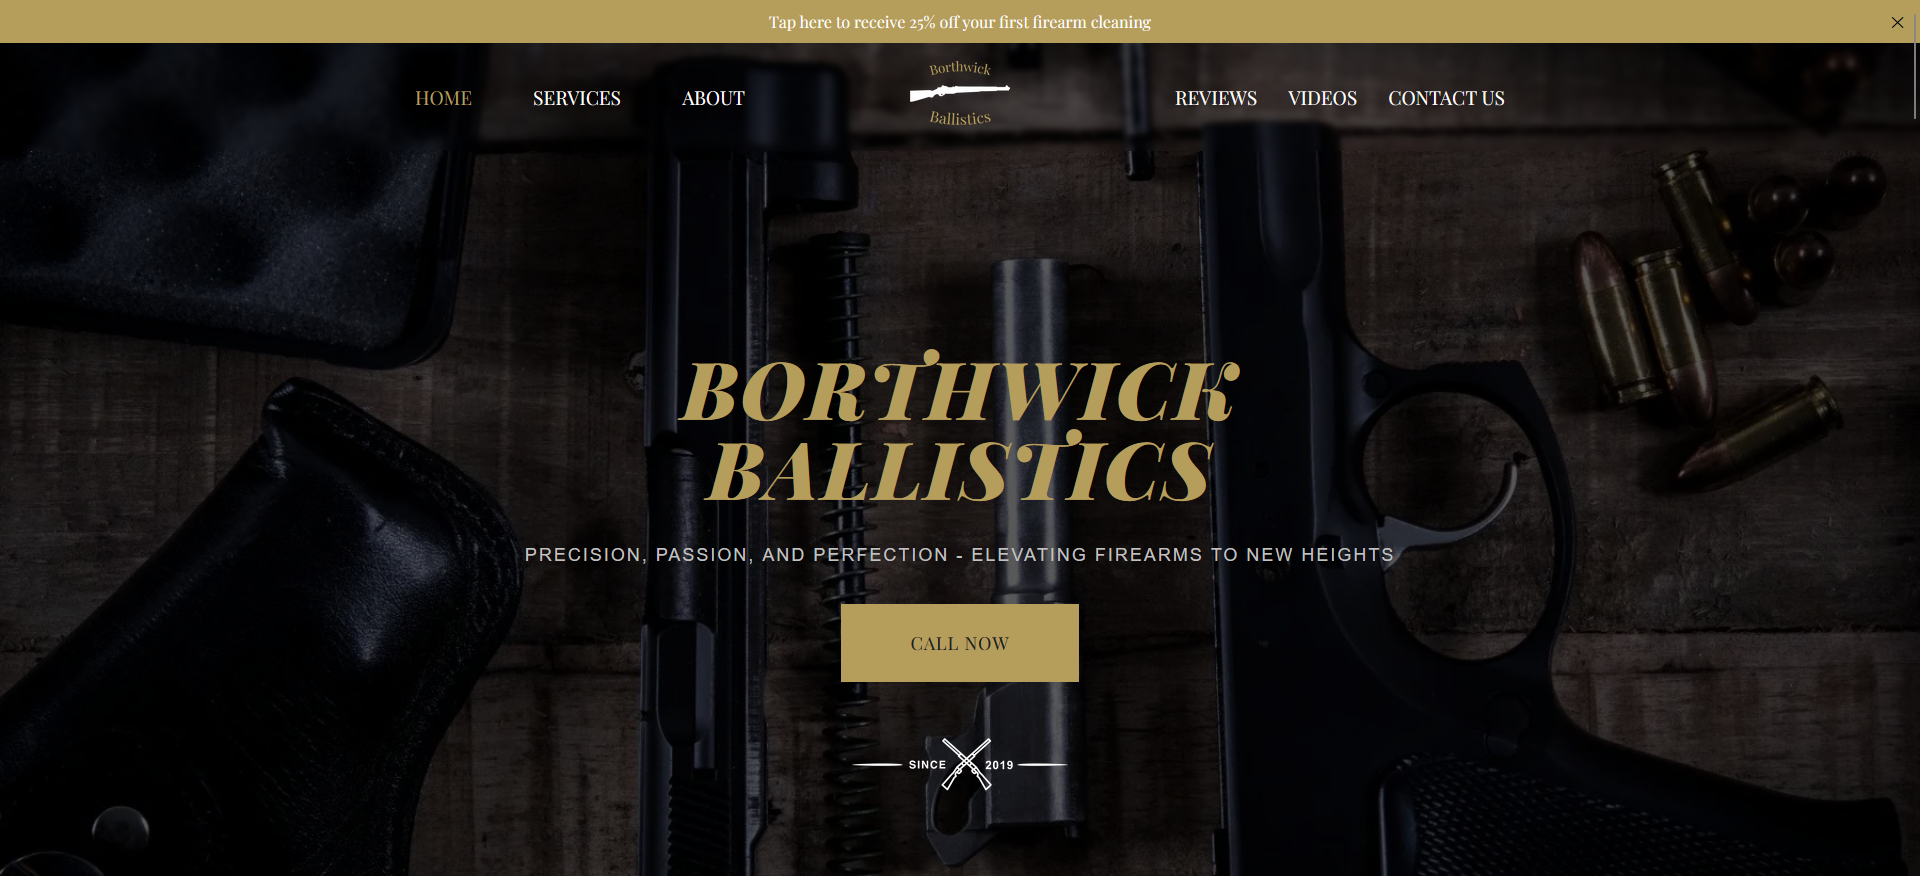 Tap here to receive 25% off your first firearm cleaning
HOME
SERVICES
ABOUT
Borthwick
Ballistics
REVIEWS
VIDEOS
CONTACT US
BORTHWICK
BALLISTICS
PRECISION, PASSION, AND PERFECTION - ELEVATING FIREARMS TO NEW HEIGHTS
CALL NOW
SINCE 2019